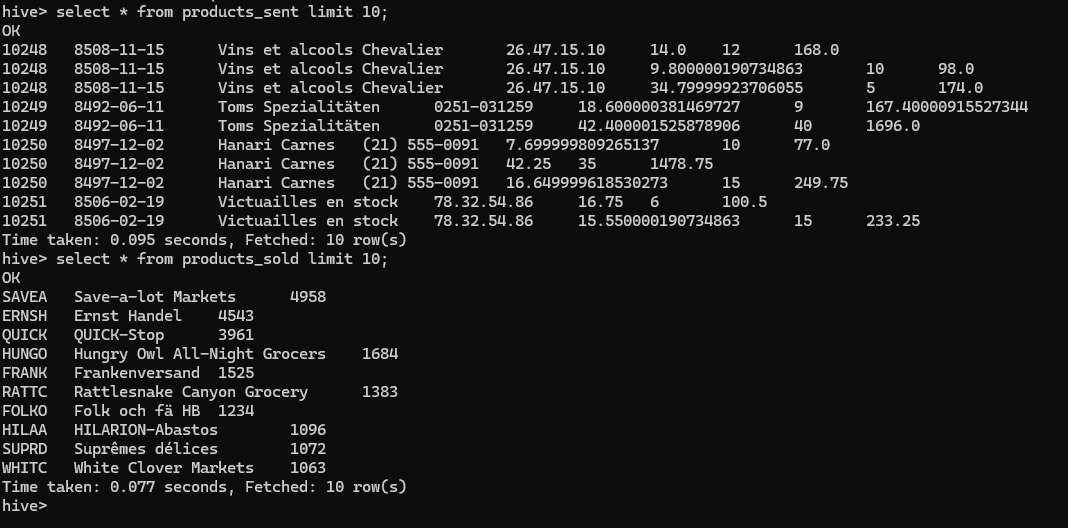 hive> select * from products_sent limit 10;
OK
10248	8508-11-15	Vins et alcools Chevalier	26.47.15.10	14.0	12	168.0
10248	8508-11-15	Vins et alcools Chevalier	26.47.15.10	9.800000190734863	10	98.0
10248	8508-11-15	Vins et alcools Chevalier	26.47.15.10	34.79999923706055	5	174.0
10249	8492-06-11	Toms Spezialitäten	0251-031259	18.600000381469727	9	167.40000915527344
10249	8492-06-11	Toms Spezialitäten	0251-031259	42.400001525878906	40	1696.0
10250	8497-12-02	Hanari Carnes	(21) 555-0091	7.699999809265137	10	77.0
10250	8497-12-02	Hanari Carnes	(21) 555-0091	42.25	35	1478.75
10250	8497-12-02	Hanari Carnes	(21) 555-0091	16.649999618530273	15	249.75
10251	8506-02-19	Victuailles en stock	78.32.54.86	16.75	6	100.5
10251	8506-02-19	Victuailles en stock	78.32.54.86	15.550000190734863	15	233.25
Time taken: 0.095 seconds, Fetched: 10 row(s)
hive> select * from products_sold limit 10;
OK
SAVEA	Save-a-lot Markets	4958
ERNSH	Ernst Handel	4543
QUICK	QUICK-Stop	3961
HUNGO	Hungry Owl All-Night Grocers	1684
FRANK	Frankenversand	1525
RATTC	Rattlesnake Canyon Grocery	1383
FOLKO	Folk och fä HB	1234
HILAA	HILARION-Abastos	1096
SUPRD	Suprêmes délices	1072
WHITC	White Clover Markets	1063
Time taken: 0.077 seconds, Fetched: 10 row(s)
hive>